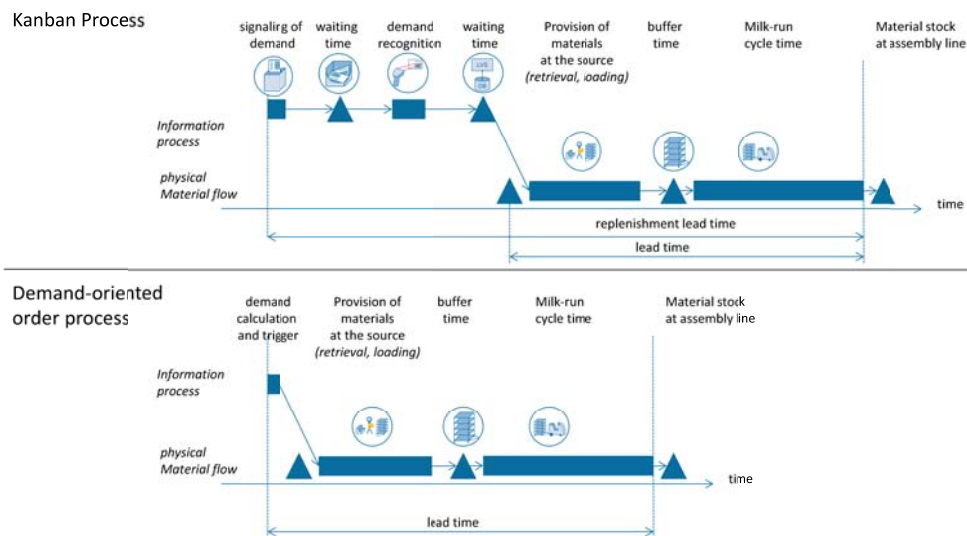 Kanban Process
signaling of
demand
waiting
time
demand
recognition
waiting
time
Provision of
materials
at the source
(retrieval, loading)
buffer
time
Milk-run
cycle time
Material stock
at assembly line
LVS
DB
Information
process
physical
Material flow
time
replenishment lead time
lead time
Demand-oriented
order process
demand
calculation
and trigger
Provision of
materials
at the source
(retrieval, loading)
buffer
time
Milk-run
cycle time
Material stock
at assembly line
Information
process
physical
Material flow
time
lead time